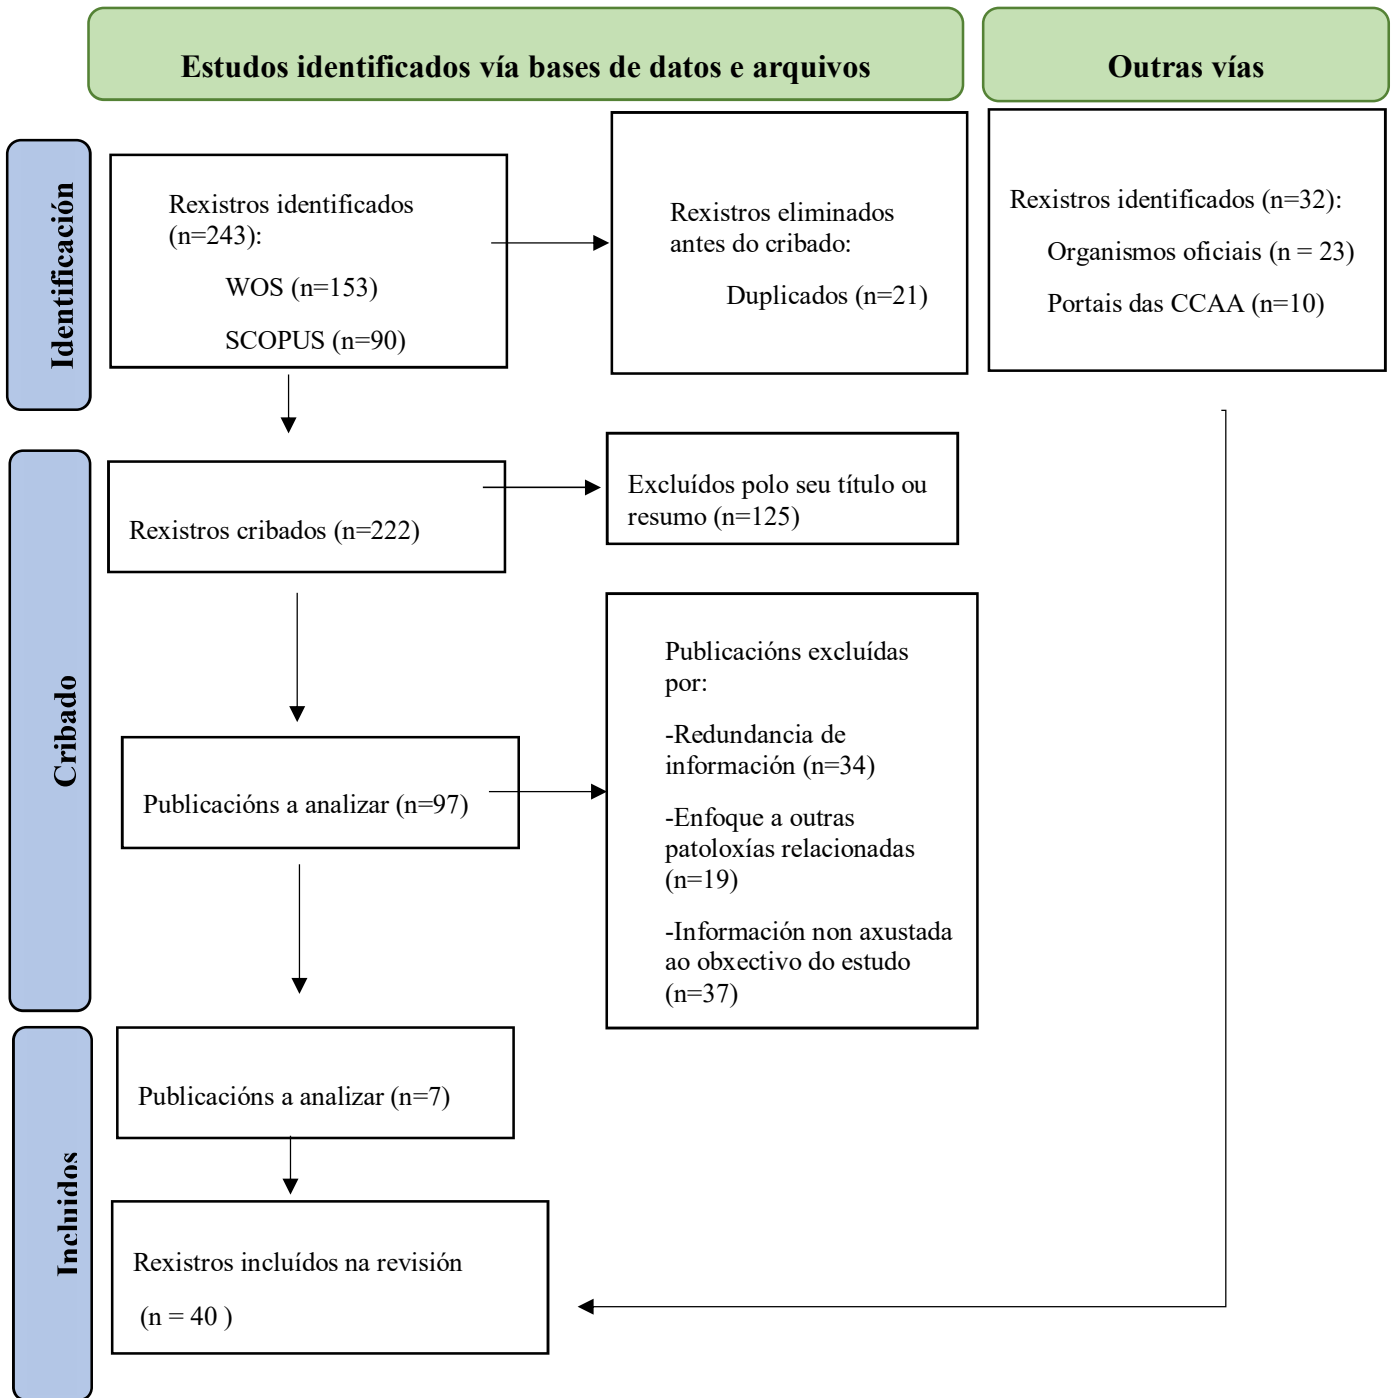 Estudos identificados vía bases de datos e arquivos
Outras vías
Identificación
Rexistros identificados
(n=243):
WOS (n=153)
SCOPUS (n=90)
Rexistros eliminados
antes do cribado:
Duplicados (n=21)
Rexistros identificados (n=32):
Organismos oficiais (n = 23)
Portais das CCAA (n=10)
Cribado
Rexistros cribados (n=222)
Excluídos polo seu título ou
resumo (n=125)
Publicacións a analizar (n=97)
Publicacións excluídas
por:
-Redundancia de
información (n=34)
-Enfoque a outras
patoloxías relacionadas
(n=19)
-Información non axustada
ao obxectivo do estudo
(n=37)
Incluidos
Publicacións a analizar (n=7)
Rexistros incluídos na revisión
(n = 40 )